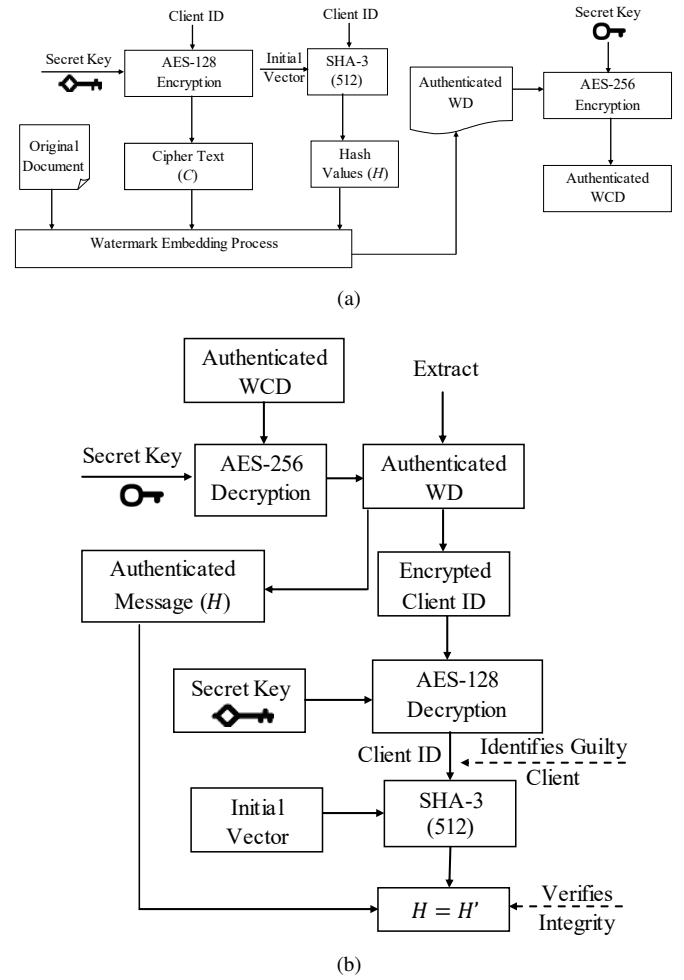 Client ID
Client ID
Secret Key
Secret Key
AES-128
Encryption
Initial
Vector
SHA-3
(512)
Authenticated
WD
AES-256
Encryption
Original
Document
Cipher Text
(C)
Hash
Values (H)
Authenticated
WCD
Watermark Embedding Process
(a)
Authenticated
WCD
Extract
Secret Key
AES-256
Decryption
Authenticated
WD
Authenticated
Message (H)
Encrypted
Client ID
Secret Key
AES-128
Decryption
Client ID
Identifies Guilty
Client
Initial
Vector
SHA-3
(512)
H = H'
Verifies
Integrity
(b)